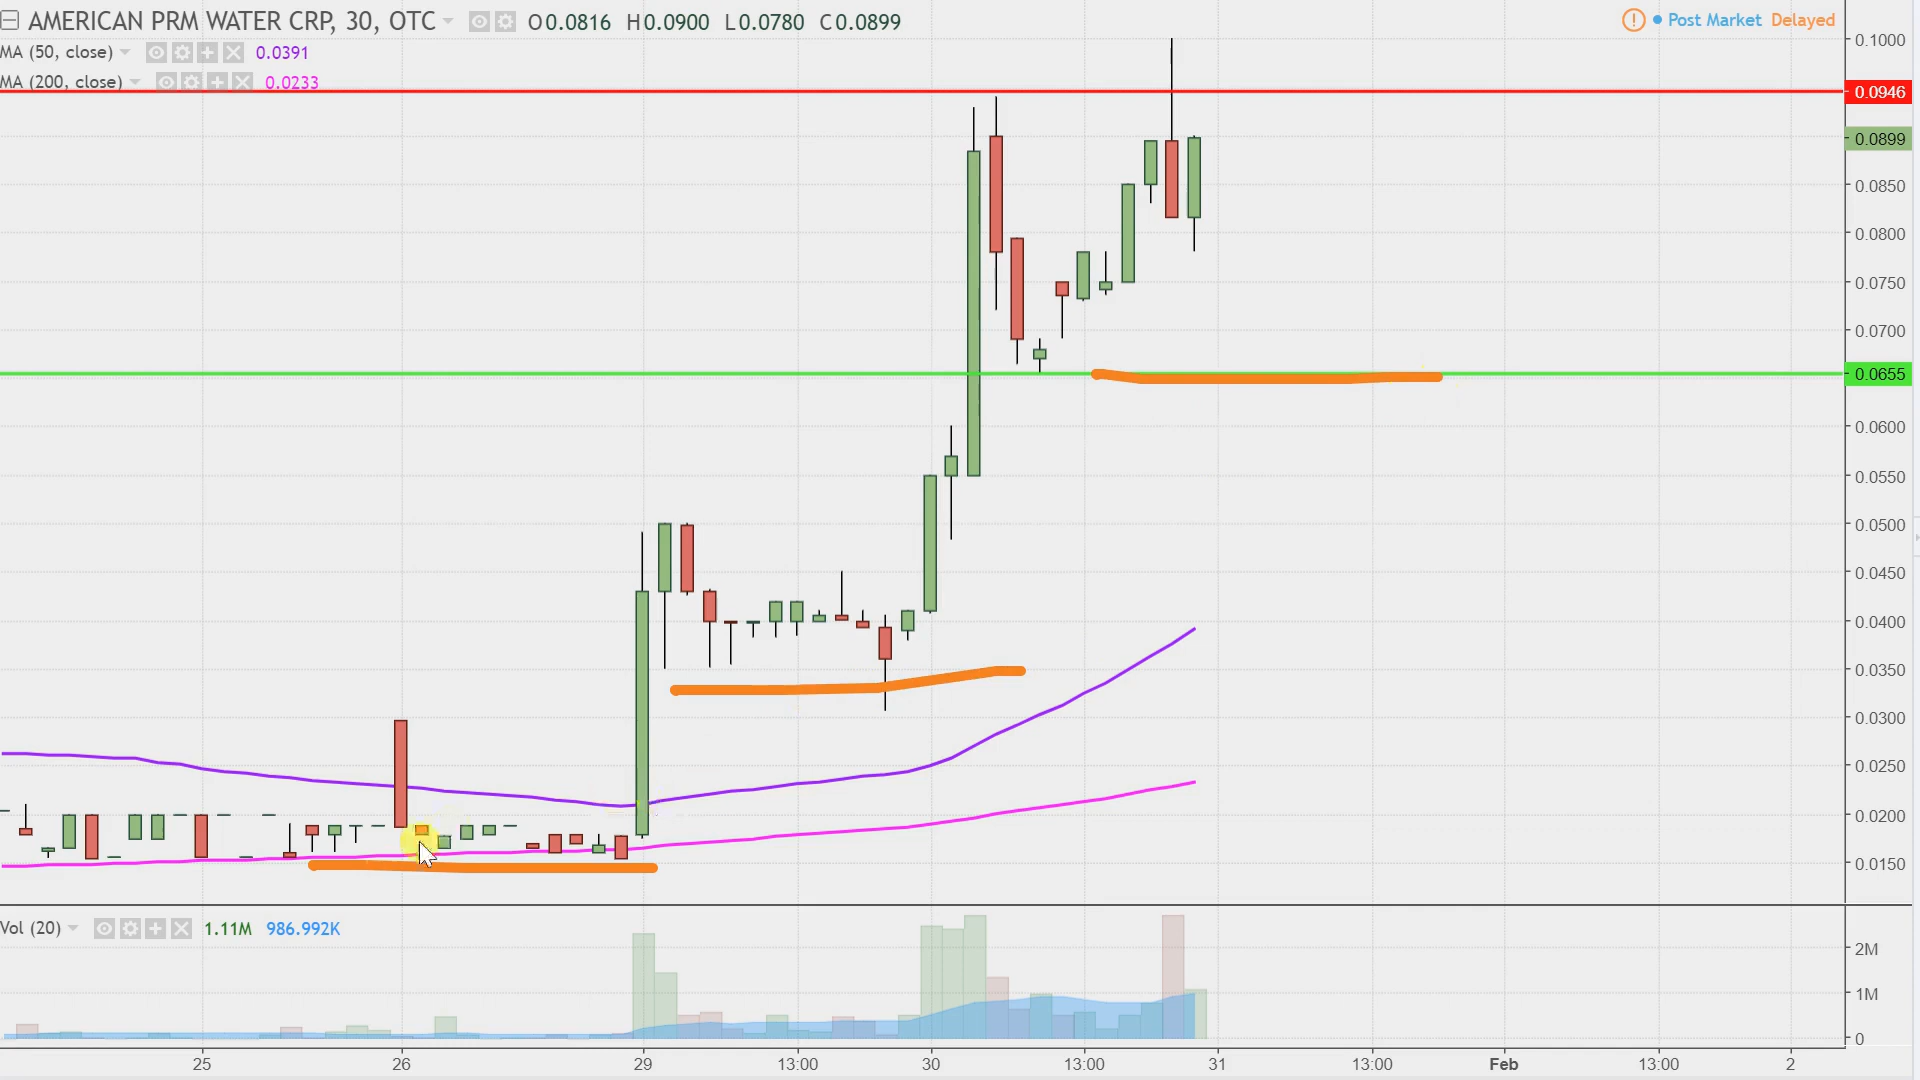 AMERICAN PRM WATER CRP, 30, OTC O0.0816 H0.0900 L0.0780 C0.0899
Post Market Delayed
MA (50, close) 0.0391
MA (200, close) 0.0233
0.1000
0.0946
0.0899
0.0850
0.0800
0.0750
0.0700
0.0655
0.0600
0.0550
0.0500
0.0450
0.0400
0.0350
0.0300
0.0250
0.0200
0.0150
Vol (20) 1.11M 986.992K
2M
1M
0
25 26 29 13:00 30 13:00 31 13:00 Feb 13:00 2